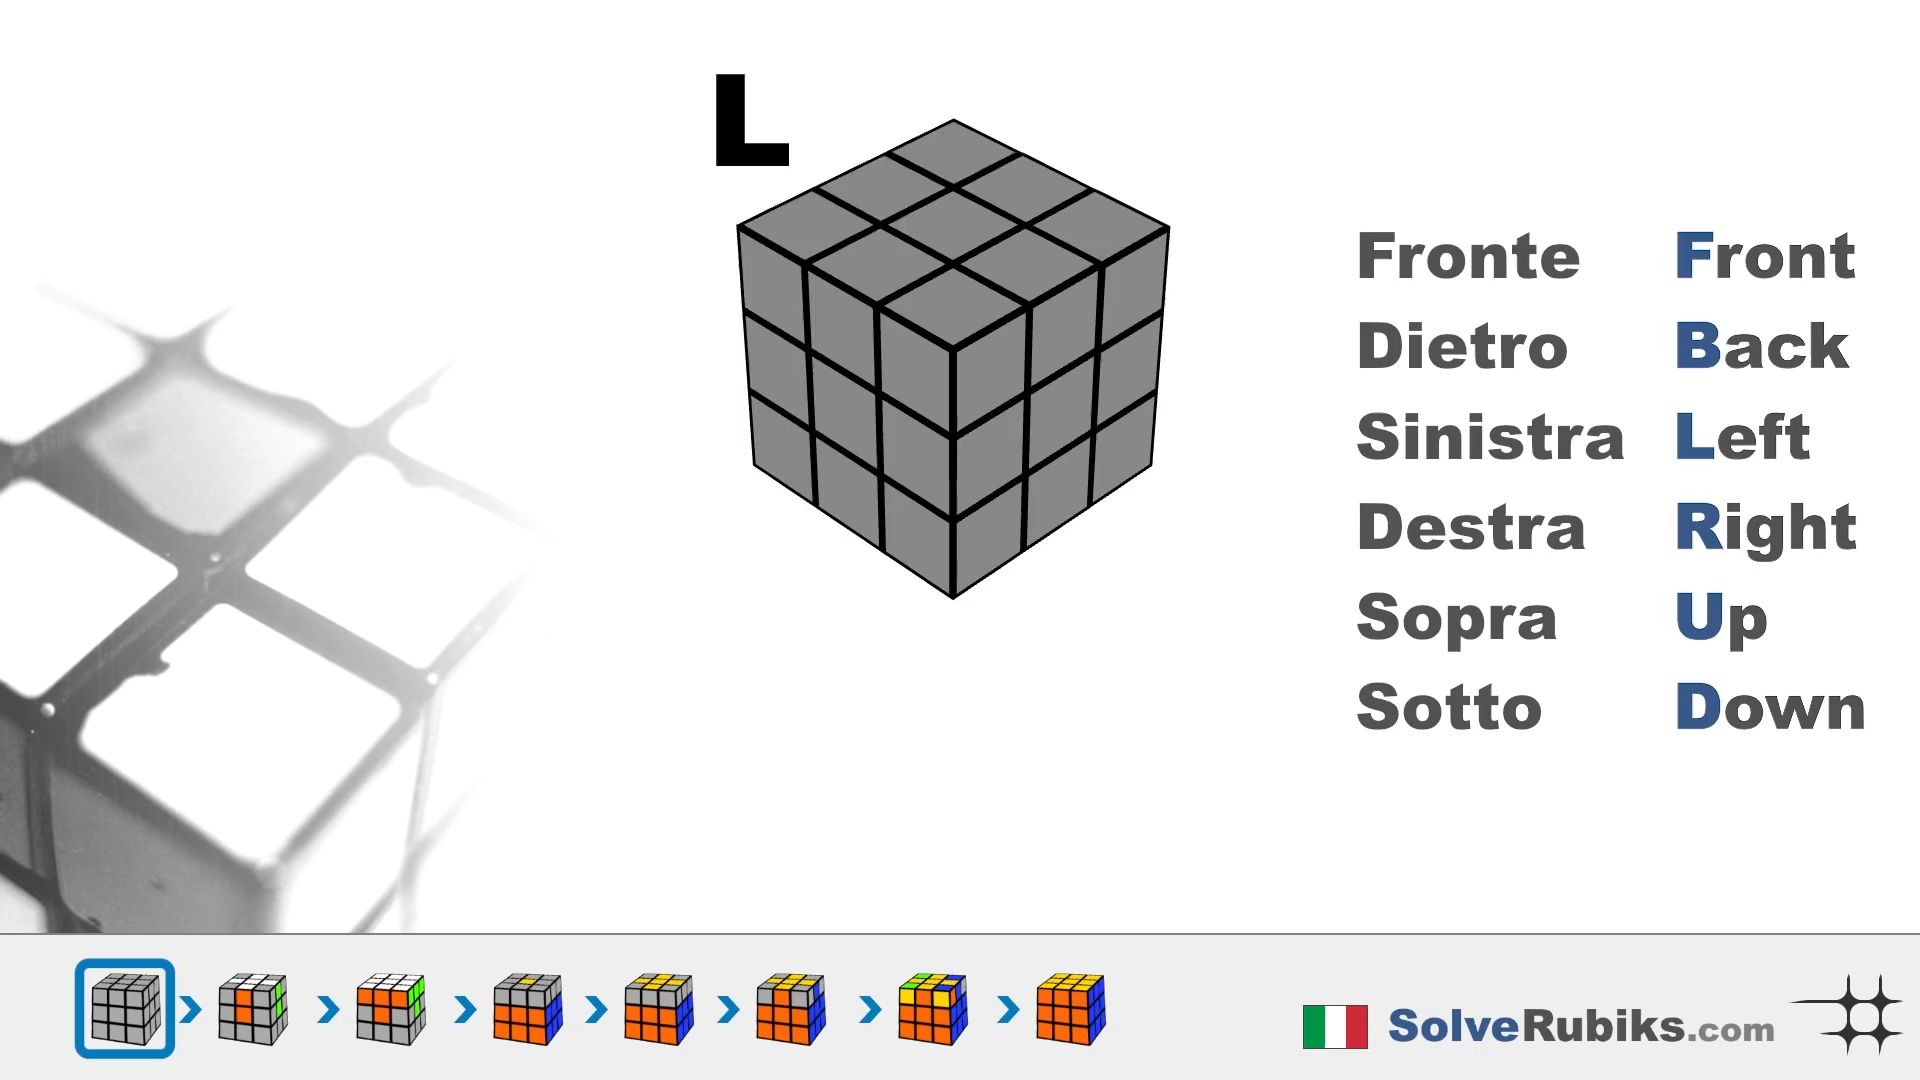 L
Fronte Front
Dietro Back
Sinistra Left
Destra Right
Sopra Up
Sotto Down
SolveRubiks.com